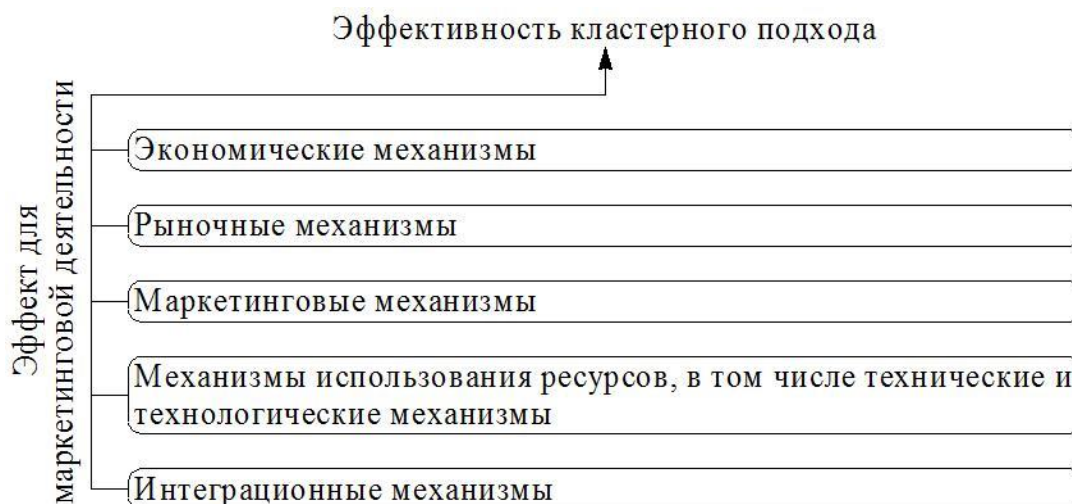 Эффективность кластерного подхода
Эффект для
маркетинговой деятельности
Экономические механизмы
Рыночные механизмы
Маркетинговые механизмы
Механизмы использования ресурсов, в том числе технические и
технологические механизмы
Интеграционные механизмы